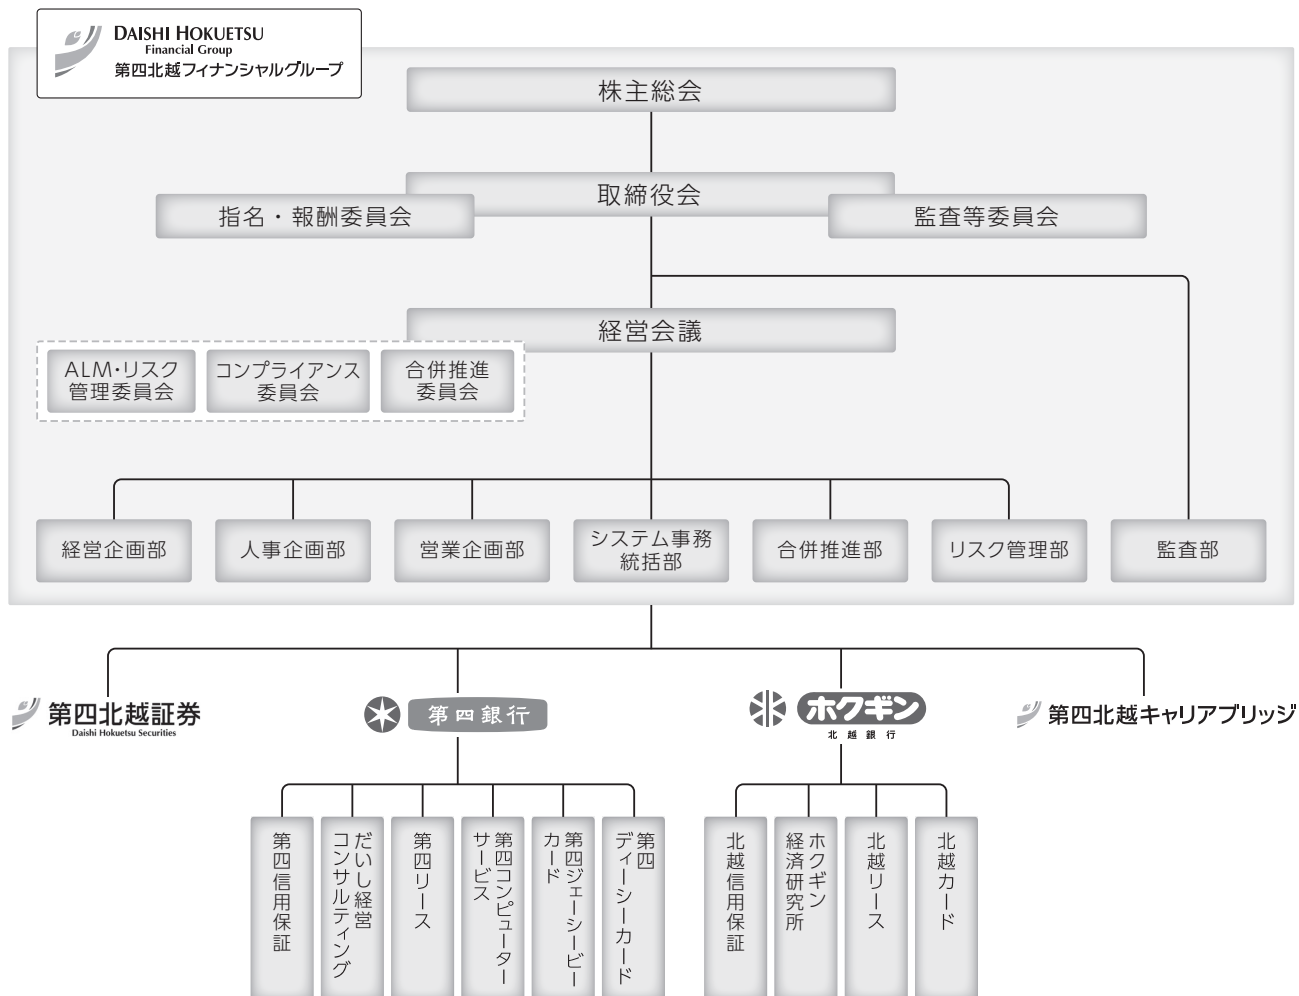 DAISHI HOKUETSU
Financial Group
第四北越フィナンシャルグループ
株主総会
取締役会
指名・報酬委員会
監査等委員会
経営会議
ALM・リスク
管理委員会
コンプライアンス
委員会
合併推進
委員会
経営企画部
人事企画部
営業企画部
システム事務
統括部
合併推進部
リスク管理部
監査部
第四北越証券
Daishi Hokuetsu Securities
第四銀行
ホクギン
北越銀行
第四北越キャリアブリッジ
第四信用保証
だいし経営
コンサルティング
第四リース
第四コンピューター
サービス
第四ジェーシービー
カード
第四
ディーシーカード
北越信用保証
ホクギン
経済研究所
北越リース
北越カード